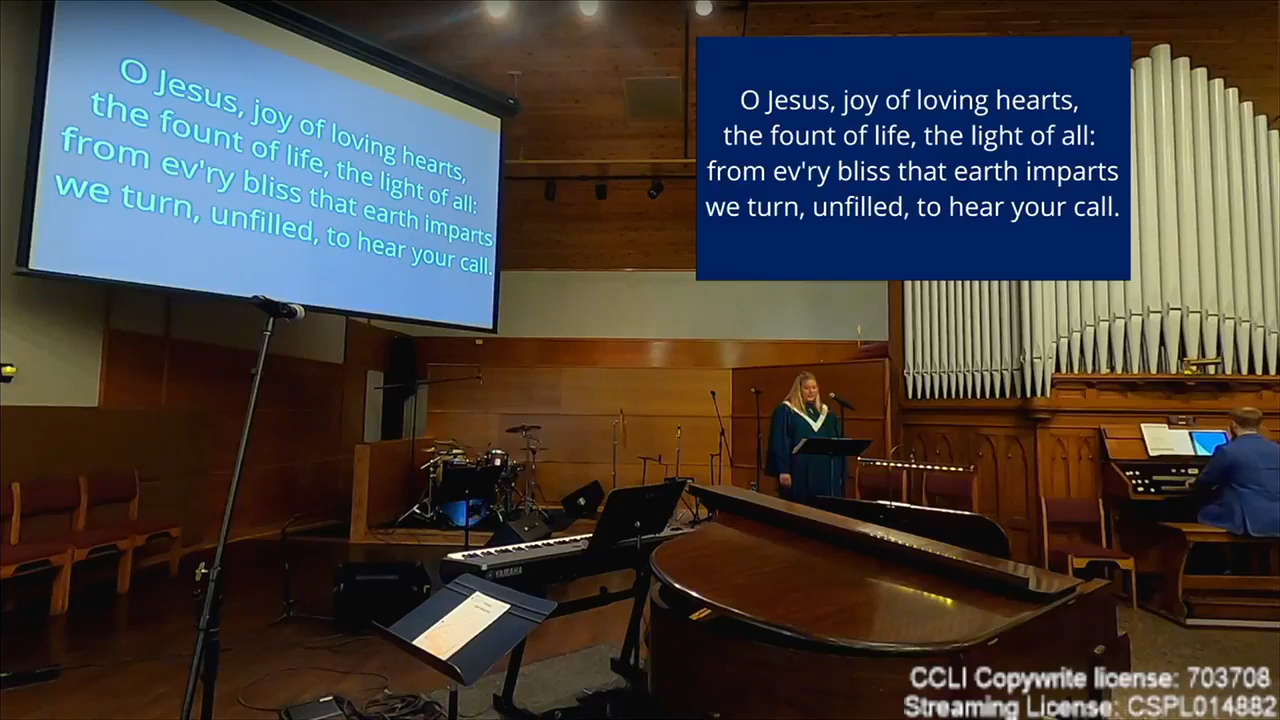 O Jesus, joy of loving hearts,
the fount of life, the light of all:
from ev'ry bliss that earth imparts
we turn, unfilled, to hear your call.
O Jesus, joy of loving hearts,
the fount of life, the light of all:
from ev'ry bliss that earth imparts
we turn, unfilled, to hear your call.
YAMAHA
CCLI Copywrite license: 703708
Streaming License: CSPL014882